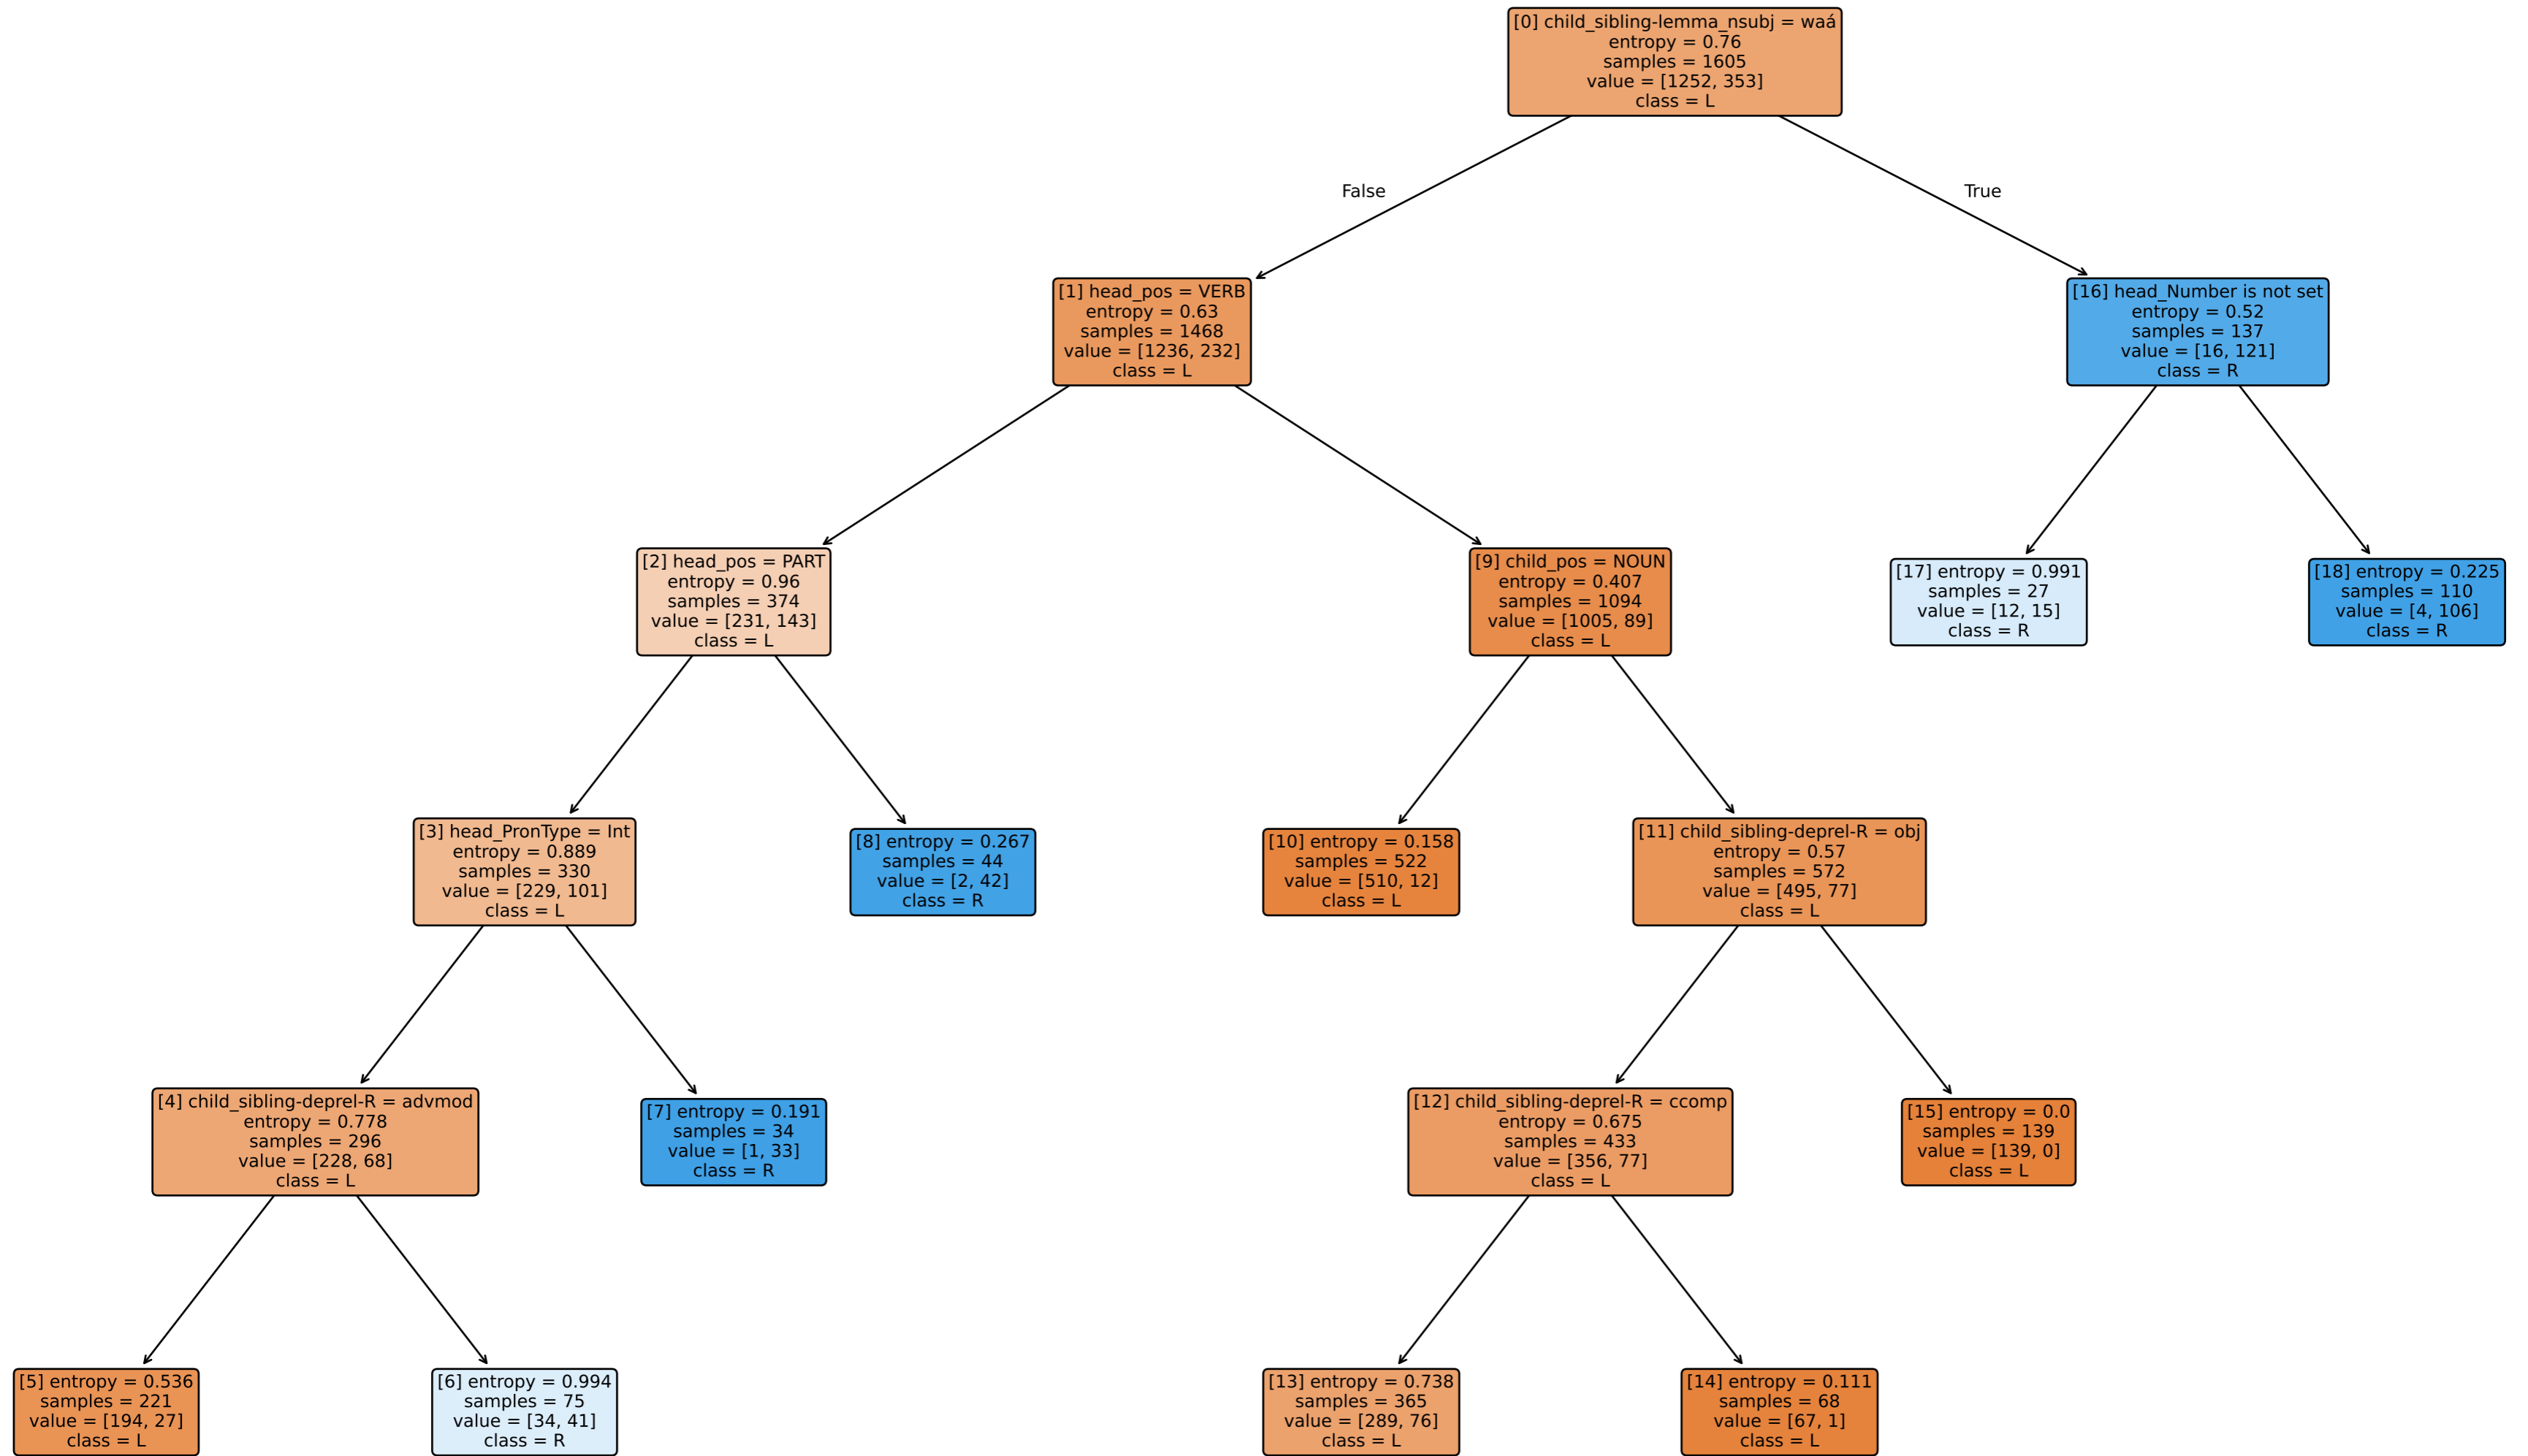 [0] child_sibling-lemma_nsubj = waá
entropy = 0.76
samples = 1605
value = [1252, 353]
class = L
False
True
[1] head_pos = VERB
entropy = 0.63
samples = 1468
value = [1236, 232]
class = L
[16] head_Number is not set
entropy = 0.52
samples = 137
value = [16, 121]
class = R
[2] head_pos = PART
entropy = 0.96
samples = 374
value = [231, 143]
class = L
[9] child_pos = NOUN
entropy = 0.407
samples = 1094
value = [1005, 89]
class = L
[17] entropy = 0.991
samples = 27
value = [12, 15]
class = R
[18] entropy = 0.225
samples = 110
value = [4, 106]
class = R
[3] head_PronType = Int
entropy = 0.889
samples = 330
value = [229, 101]
class = L
[8] entropy = 0.267
samples = 44
value = [2, 42]
class = R
[10] entropy = 0.158
samples = 522
value = [510, 12]
class = L
[11] child_sibling-deprel-R = obj
entropy = 0.57
samples = 572
value = [495, 77]
class = L
[4] child_sibling-deprel-R = advmod
entropy = 0.778
samples = 296
value = [228, 68]
class = L
[7] entropy = 0.191
samples = 34
value = [1, 33]
class = R
[12] child_sibling-deprel-R = ccomp
entropy = 0.675
samples = 433
value = [356, 77]
class = L
[15] entropy = 0.0
samples = 139
value = [139, 0]
class = L
[5] entropy = 0.536
samples = 221
value = [194, 27]
class = L
[6] entropy = 0.994
samples = 75
value = [34, 41]
class = R
[13] entropy = 0.738
samples = 365
value = [289, 76]
class = L
[14] entropy = 0.111
samples = 68
value = [67, 1]
class = L